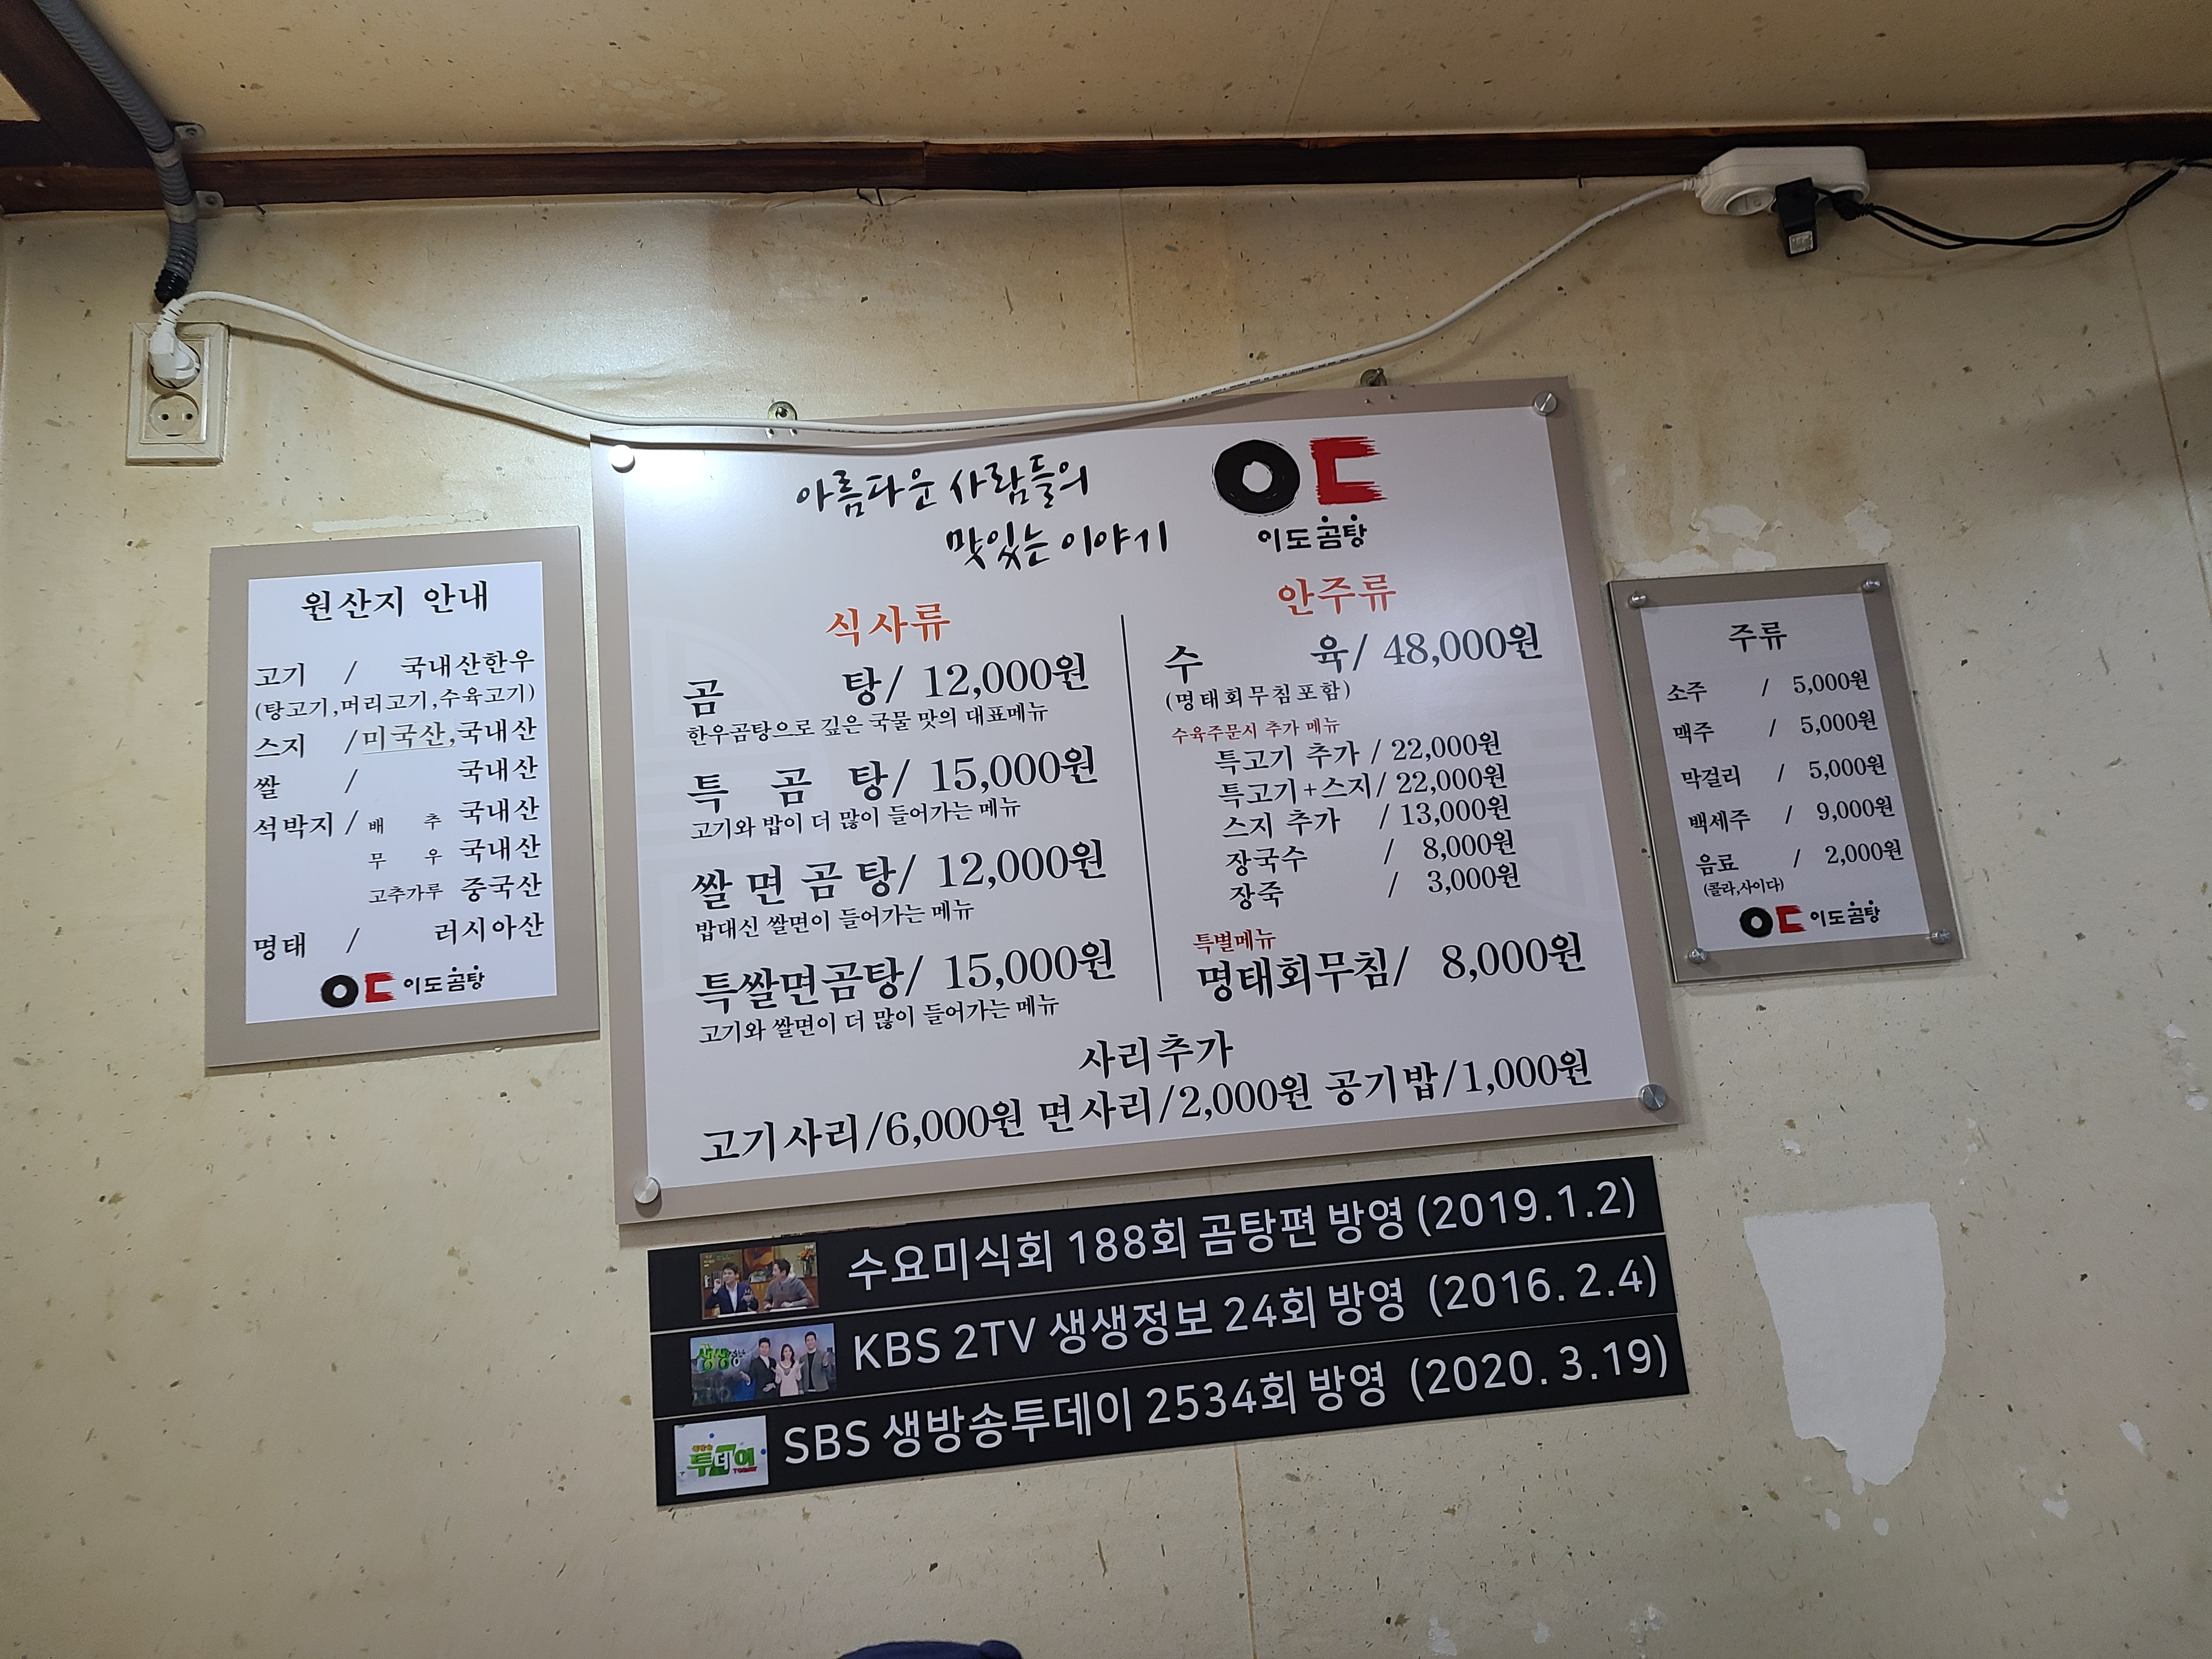 원산지 안내
고기 / 국내산한우
(탕고기,머리고기,수육고기)
스지 /미국산,국내산
쌀 / 국내산
석박지 / 배 추 국내산
무 우 국내산
고추가루 중국산
명태 / 러시아산
이도곰탕
아름다운 사람들의
맛있는 이야기
이도곰탕
식사류
곰 탕/ 12,000원
한우곰탕으로 깊은 국물 맛의 대표메뉴
특 곰 탕/ 15,000원
고기와 밥이 더 많이 들어가는 메뉴
쌀 면 곰 탕/ 12,000원
밥대신 쌀면이 들어가는 메뉴
특쌀면곰탕/ 15,000원
고기와 쌀면이 더 많이 들어가는 메뉴
안주류
수 육/ 48,000원
(명태회무침포함)
수육주문시 추가 메뉴
특고기 추가 / 22,000원
특고기+스지/ 22,000원
스지 추가 / 13,000원
장국수 / 8,000원
장죽 / 3,000원
특별메뉴
명태회무침/ 8,000원
사리추가
고기사리/6,000원 면사리/2,000원 공기밥/1,000원
주류
소주 / 5,000원
맥주 / 5,000원
막걸리 / 5,000원
백세주 / 9,000원
음료 / 2,000원
(콜라,사이다)
이도곰탕
수요미식회 188회 곰탕편 방영 (2019.1.2)
생생정보
KBS 2TV 생생정보 24회 방영 (2016. 2.4)
생방송
투데이
SBS 생방송투데이 2534회 방영 (2020. 3.19)